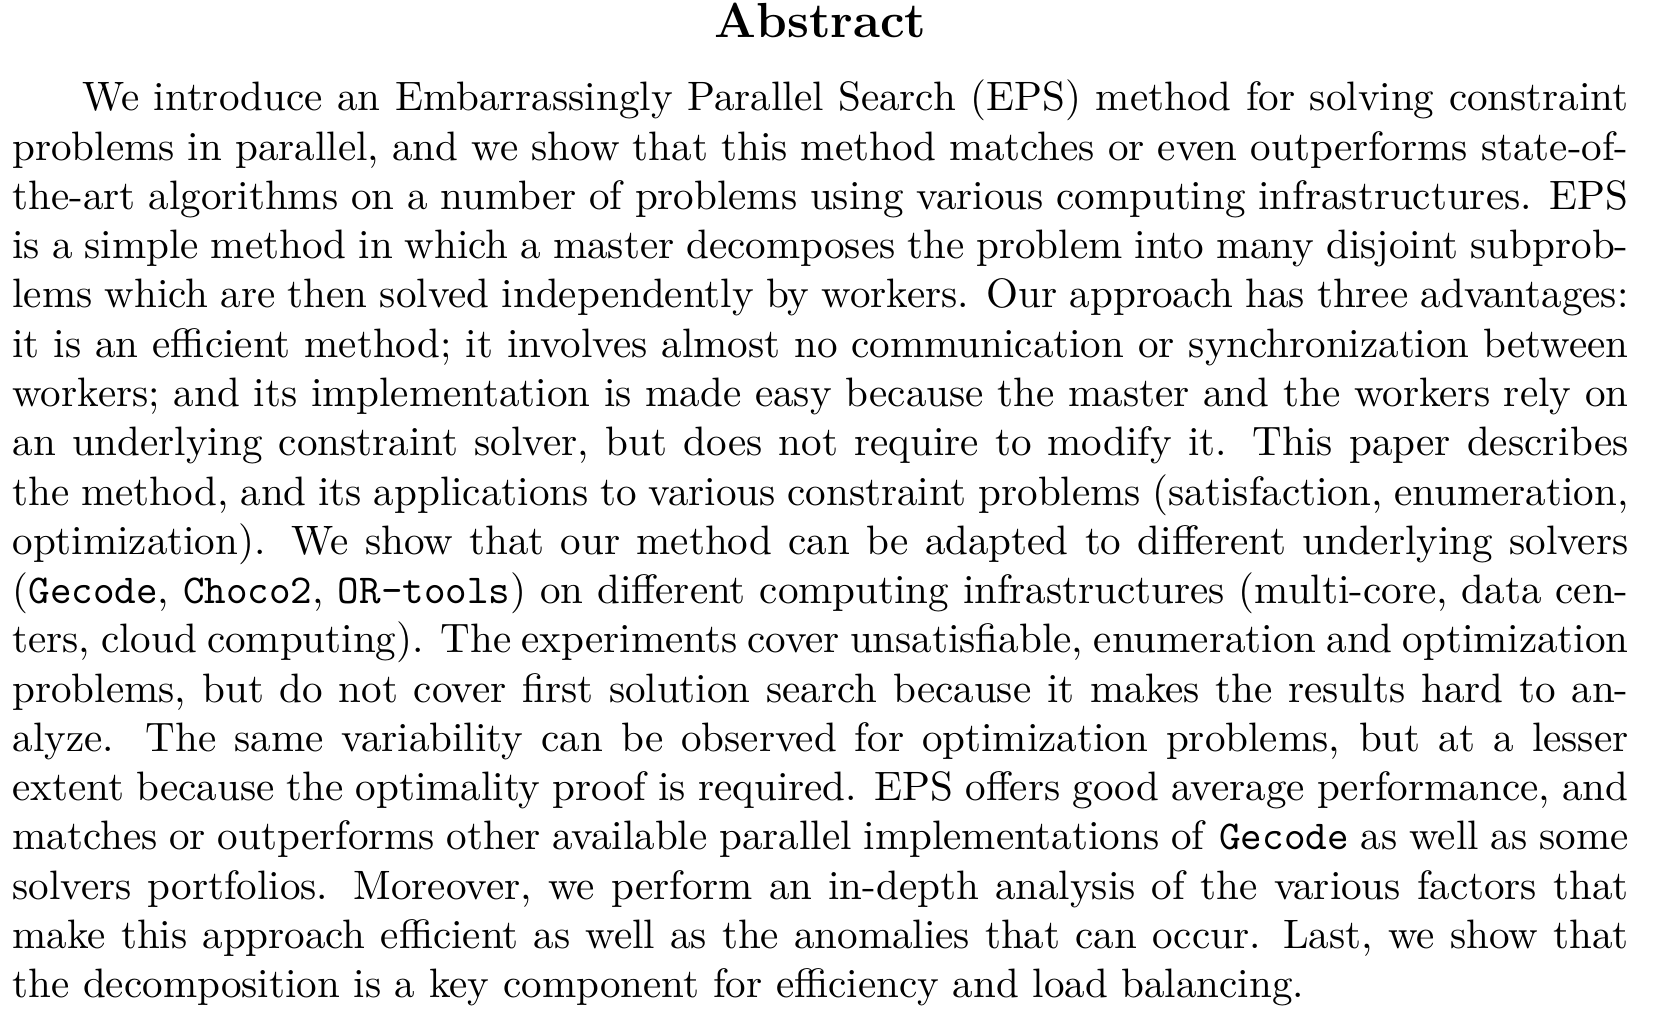 Abstract
We introduce an Embarrassingly Parallel Search (EPS) method for solving constraint
problems in parallel, and we show that this method matches or even outperforms state-of-
the-art algorithms on a number of problems using various computing infrastructures. EPS
is a simple method in which a master decomposes the problem into many disjoint subprob-
lems which are then solved independently by workers. Our approach has three advantages:
it is an efficient method; it involves almost no communication or synchronization between
workers; and its implementation is made easy because the master and the workers rely on
an underlying constraint solver, but does not require to modify it. This paper describes
the method, and its applications to various constraint problems (satisfaction, enumeration,
optimization). We show that our method can be adapted to different underlying solvers
(Gecode, Choco2, OR-tools) on different computing infrastructures (multi-core, data cen-
ters, cloud computing). The experiments cover unsatisfiable, enumeration and optimization
problems, but do not cover first solution search because it makes the results hard to an-
alyze. The same variability can be observed for optimization problems, but at a lesser
extent because the optimality proof is required. EPS offers good average performance, and
matches or outperforms other available parallel implementations of Gecode as well as some
solvers portfolios. Moreover, we perform an in-depth analysis of the various factors that
make this approach efficient as well as the anomalies that can occur. Last, we show that
the decomposition is a key component for efficiency and load balancing.